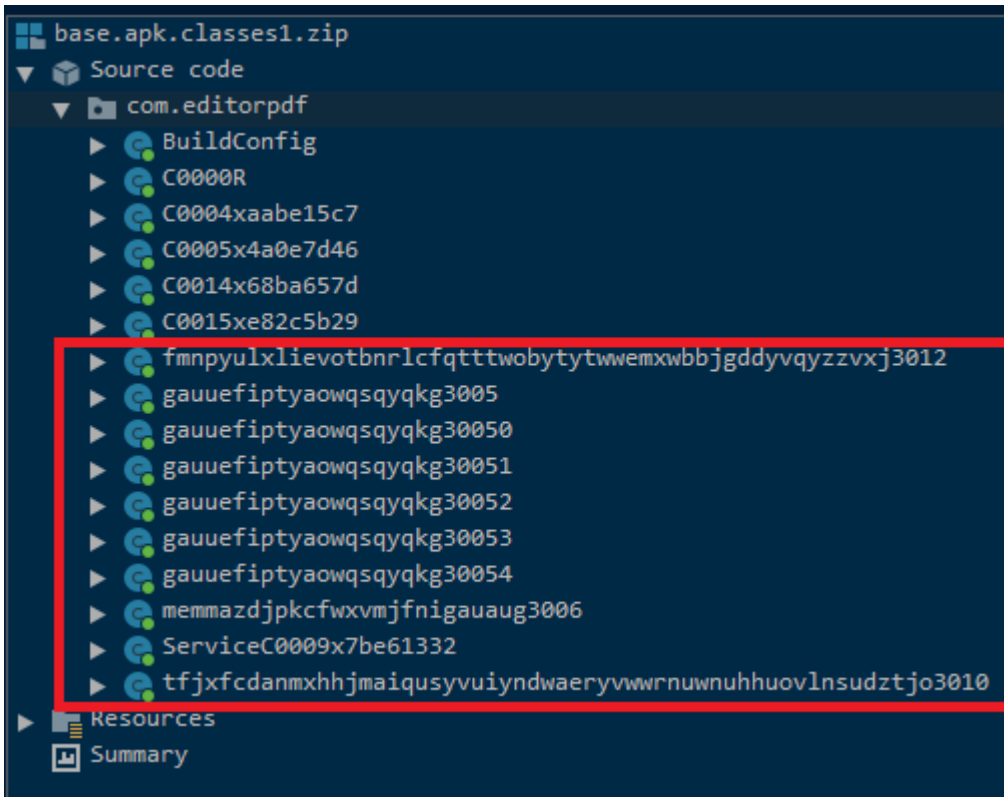 base.apk.classes1.zip
Source code
com.editorpdf
BuildConfig
C0000R
C0004xaabe15c7
C0005x4a0e7d46
C0014x68ba657d
C0015xe82c5b29
fmnpyulxlievotbnrlcfqtttwobytytwwemxwbbjgddyvqyzzvxj3012
gauuefiptyaowqsqyqkg3005
gauuefiptyaowqsqyqkg30050
gauuefiptyaowqsqyqkg30051
gauuefiptyaowqsqyqkg30052
gauuefiptyaowqsqyqkg30053
gauuefiptyaowqsqyqkg30054
memmazdjpkcfwxvmjfnigauaug3006
ServiceC0009x7be61332
tfjxfcdanmxhhjmaiqusyvuiyndwaeryvwwrnuwnuhhuovlnsudztjo3010
Resources
Summary